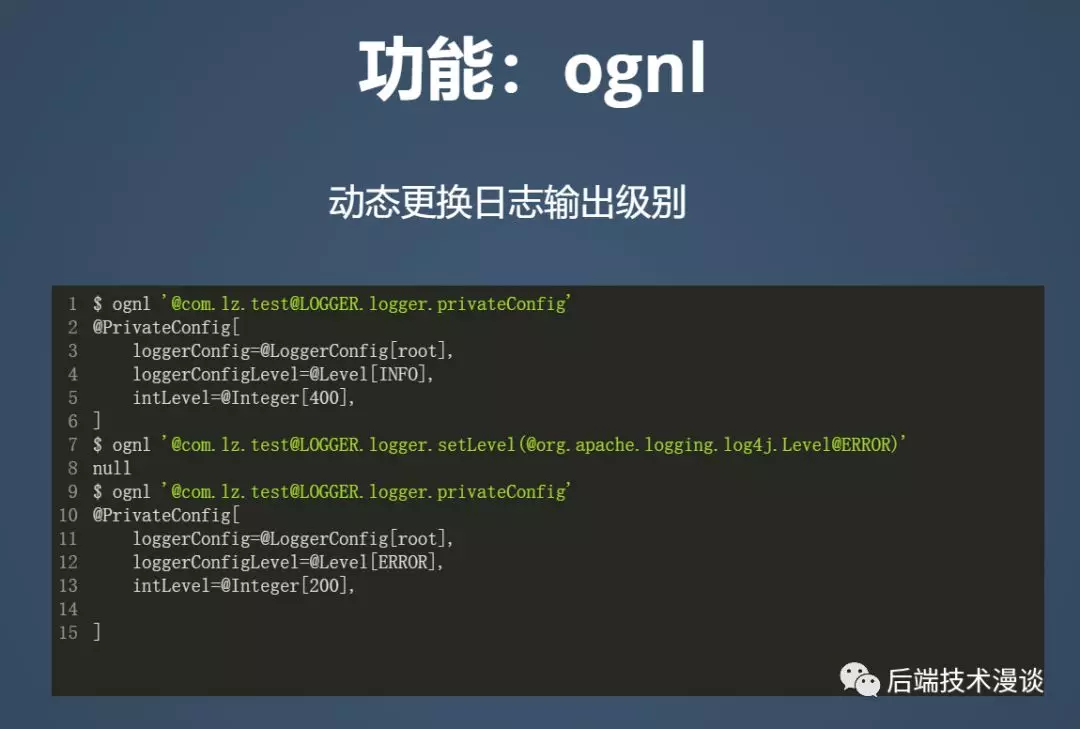 功能：ognl
动态更换日志输出级别
1 $ ognl '@com.lz.test@LOGGER.logger.privateConfig'
2 @PrivateConfig[
3     loggerConfig=@LoggerConfig[root],
4     loggerConfigLevel=@Level[INFO],
5     intLevel=@Integer[400],
6 ]
7 $ ognl '@com.lz.test@LOGGER.logger.setLevel(@org.apache.logging.log4j.Level@ERROR)'
8 null
9 $ ognl '@com.lz.test@LOGGER.logger.privateConfig'
10 @PrivateConfig[
11     loggerConfig=@LoggerConfig[root],
12     loggerConfigLevel=@Level[ERROR],
13     intLevel=@Integer[200],
14
15 ]
后端技术漫谈